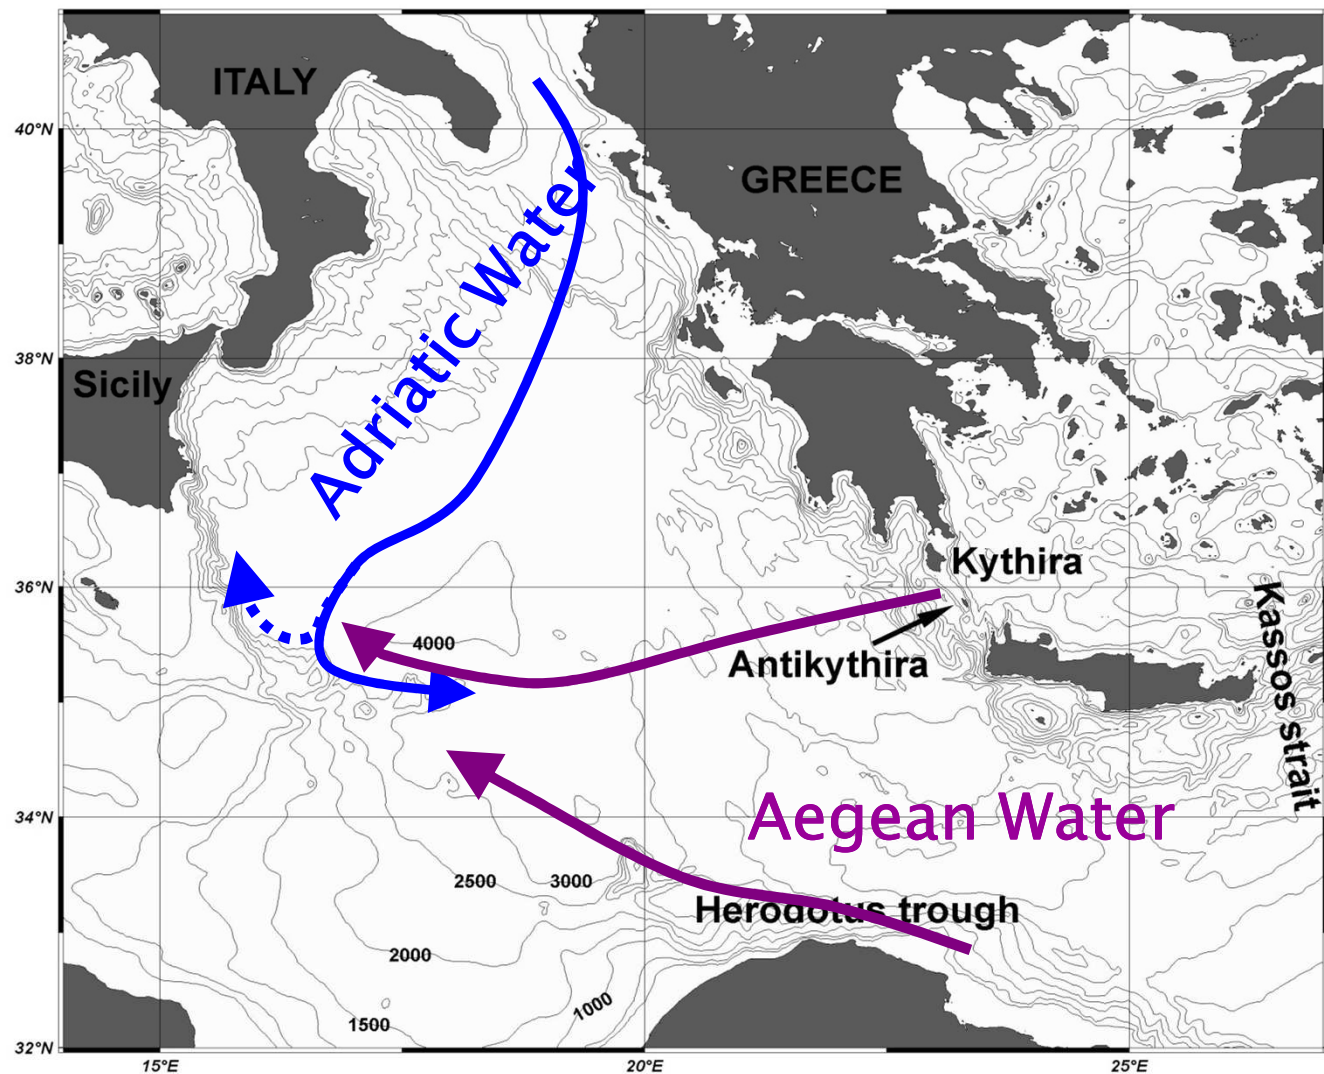 ITALY
40°N
GREECE
Adriatic Water
38°N
Sicily
Kythira
36°N
Kassos strait
4000
Antikythira
Aegean Water
34°N
2500
3000
Herodotus trough
2000
1000
1500
32°N
15°E
20°E
25°E